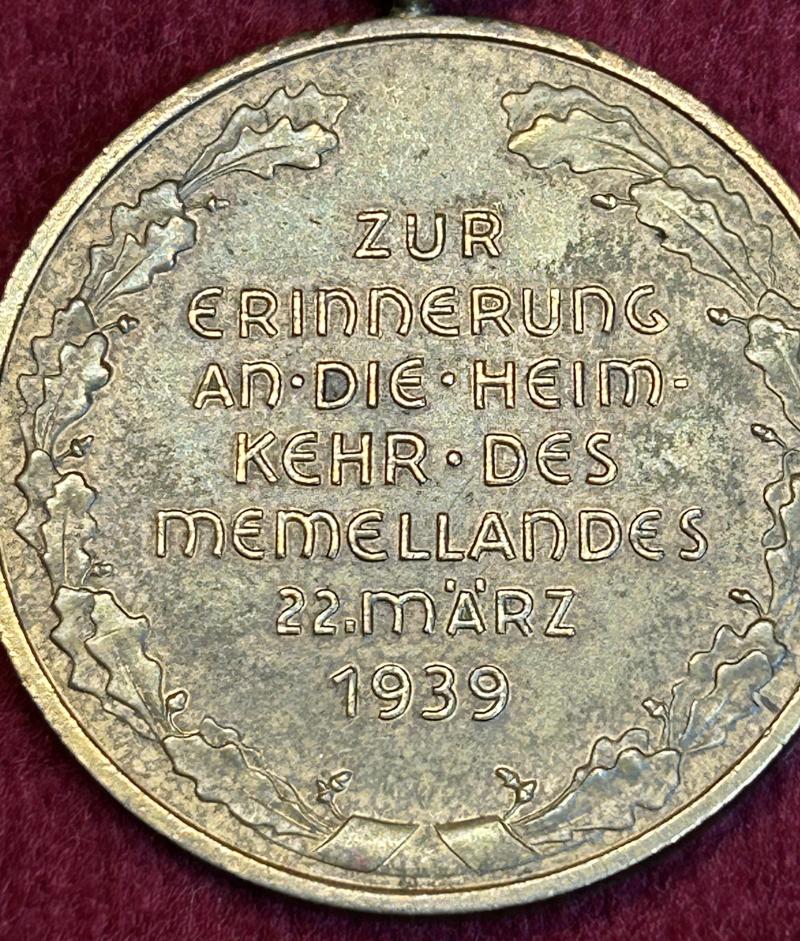 ZUR
ERINNERUNG
AN·DIE·HEIM-
KEHR·DES
MEMELLANDES
22.MÄRZ
1939